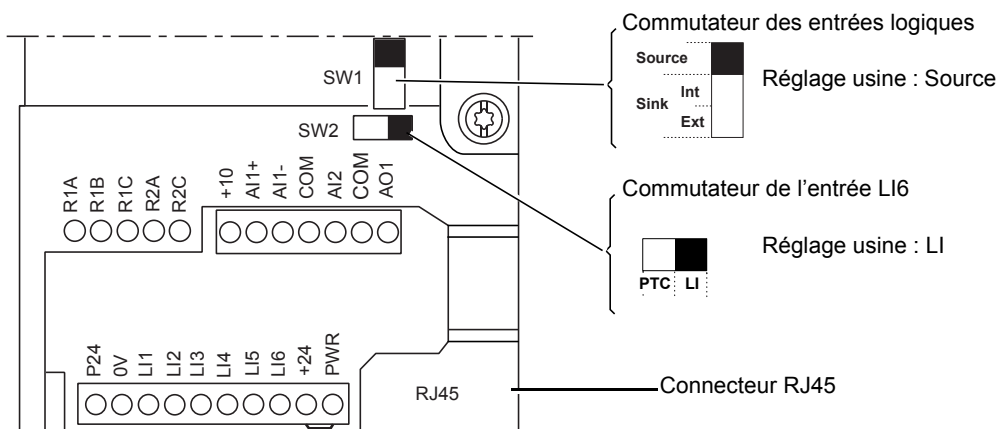 Commutateur des entrées logiques
Source
Réglage usine : Source
Int
Sink
Ext
SW1
SW2
Commutateur de l'entrée LI6
Réglage usine : LI
PTC LI
R1A
R1B
R1C
R2A
R2C
+10
AI1+
AI1-
COM
AI2
COM
AO1
P24
0V
LI1
LI2
LI3
LI4
LI5
LI6
+24
PWR
RJ45
Connecteur RJ45